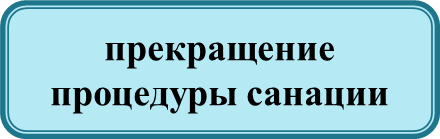 прекращение
процедуры санации